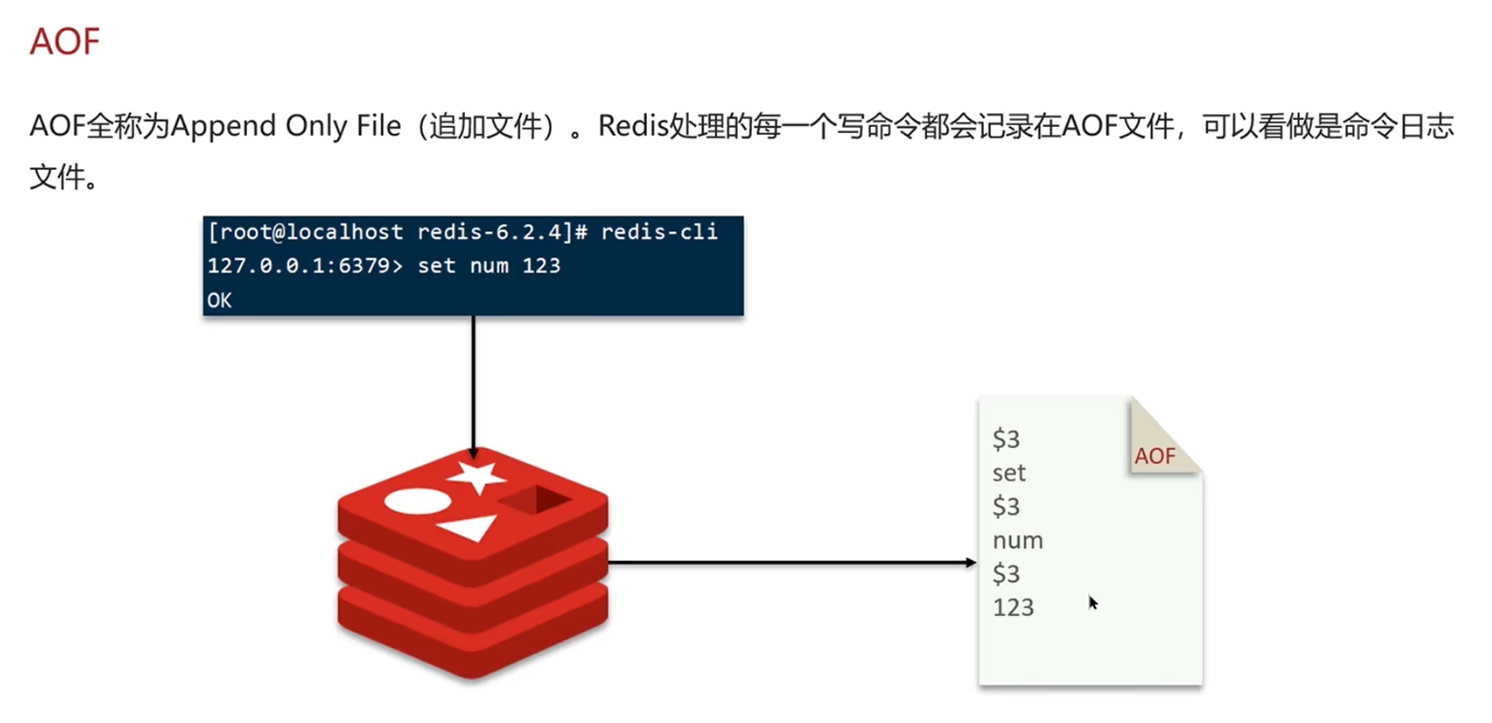 AOF
AOF全称为Append Only File（追加文件）。Redis处理的每一个写命令都会记录在AOF文件，可以看做是命令日志
文件。
[root@localhost redis-6.2.4]# redis-cli
127.0.0.1:6379> set num 123
OK
AOF
$3
set
$3
num
$3
123